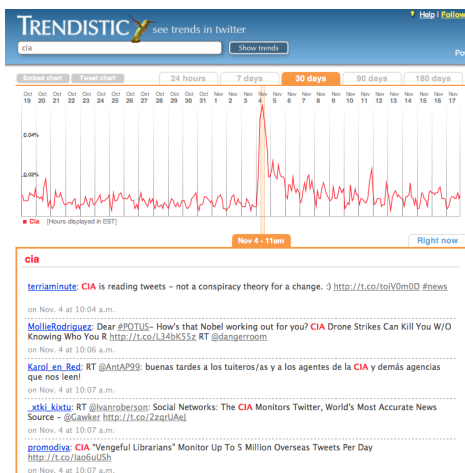 Help | Follow
TRENDISTIC see trends in twitter
cia Show trends
Po
Embed chart Tweet chart 24 hours 7 days 30 days 90 days 180 days
Oct Oct Oct Oct Oct Oct Oct Oct Oct Oct Oct Oct Oct Nov Nov Nov Nov Nov Nov Nov Nov Nov Nov Nov Nov Nov Nov Nov Nov Nov
19 20 21 22 23 24 25 26 27 28 29 30 31 1 2 3 4 5 6 7 8 9 10 11 12 13 14 15 16 17
0.04%
0.02%
Cia [Hours displayed in EST]
Nov 4 - 11am Right now
cia
terriaminute: CIA is reading tweets - not a conspiracy theory for a change. :) http://t.co/toiV0m0D #news
on Nov. 4 at 10:04 a.m.
MollieRodriguez: Dear #POTUS- How's that Nobel working out for you? CIA Drone Strikes Can Kill You W/O
Knowing Who You R http://t.co/L34bK55z RT @dangerroom
on Nov. 4 at 10:06 a.m.
Karol_en_Red: RT @AntAP99: buenas tardes a los tuiteros/as y a los agentes de la CIA y demás agencias
que nos leen!
on Nov. 4 at 10:07 a.m.
_xtki_kixtu: RT @Ivanroberson: Social Networks: The CIA Monitors Twitter, World's Most Accurate News
Source - @Gawker http://t.co/2zqrUAeJ
on Nov. 4 at 10:07 a.m.
promodiva: CIA "Vengeful Librarians" Monitor Up To 5 Million Overseas Tweets Per Day
http://t.co/Iao6uUSh
on Nov. 4 at 10:07 a.m.